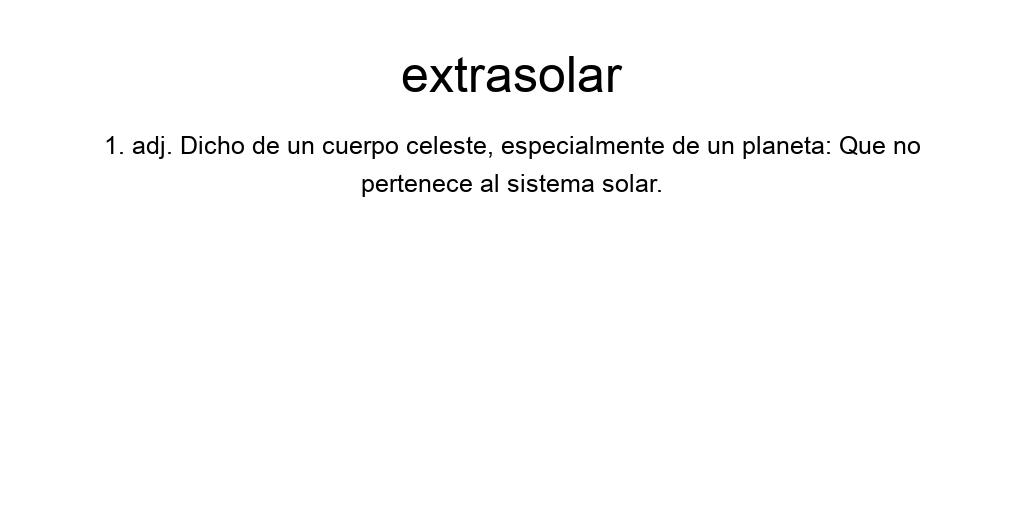 extrasolar
1. adj. Dicho de un cuerpo celeste, especialmente de un planeta: Que no
pertenece al sistema solar.